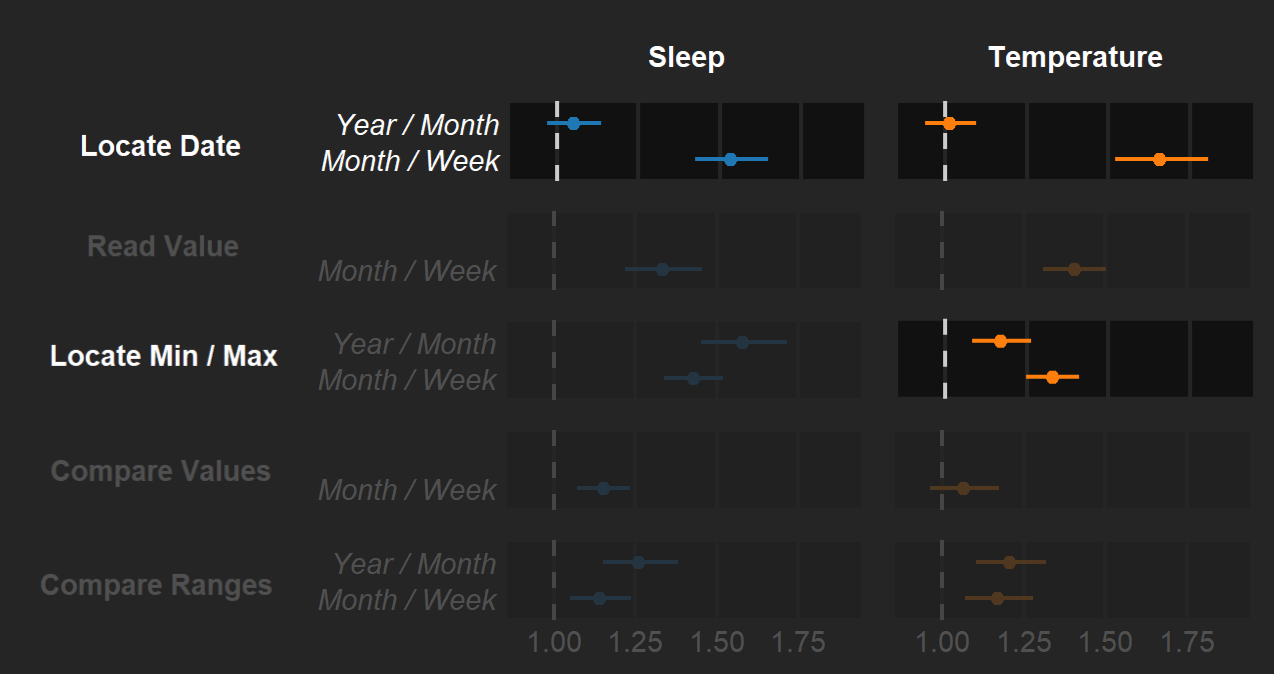 Sleep Temperature
Year / Month
Locate Date
Month / Week
Read Value
Month / Week
Year / Month
Locate Min / Max
Month / Week
Compare Values
Month / Week
Year / Month
Compare Ranges
Month / Week
1.00 1.25 1.50 1.75 1.00 1.25 1.50 1.75